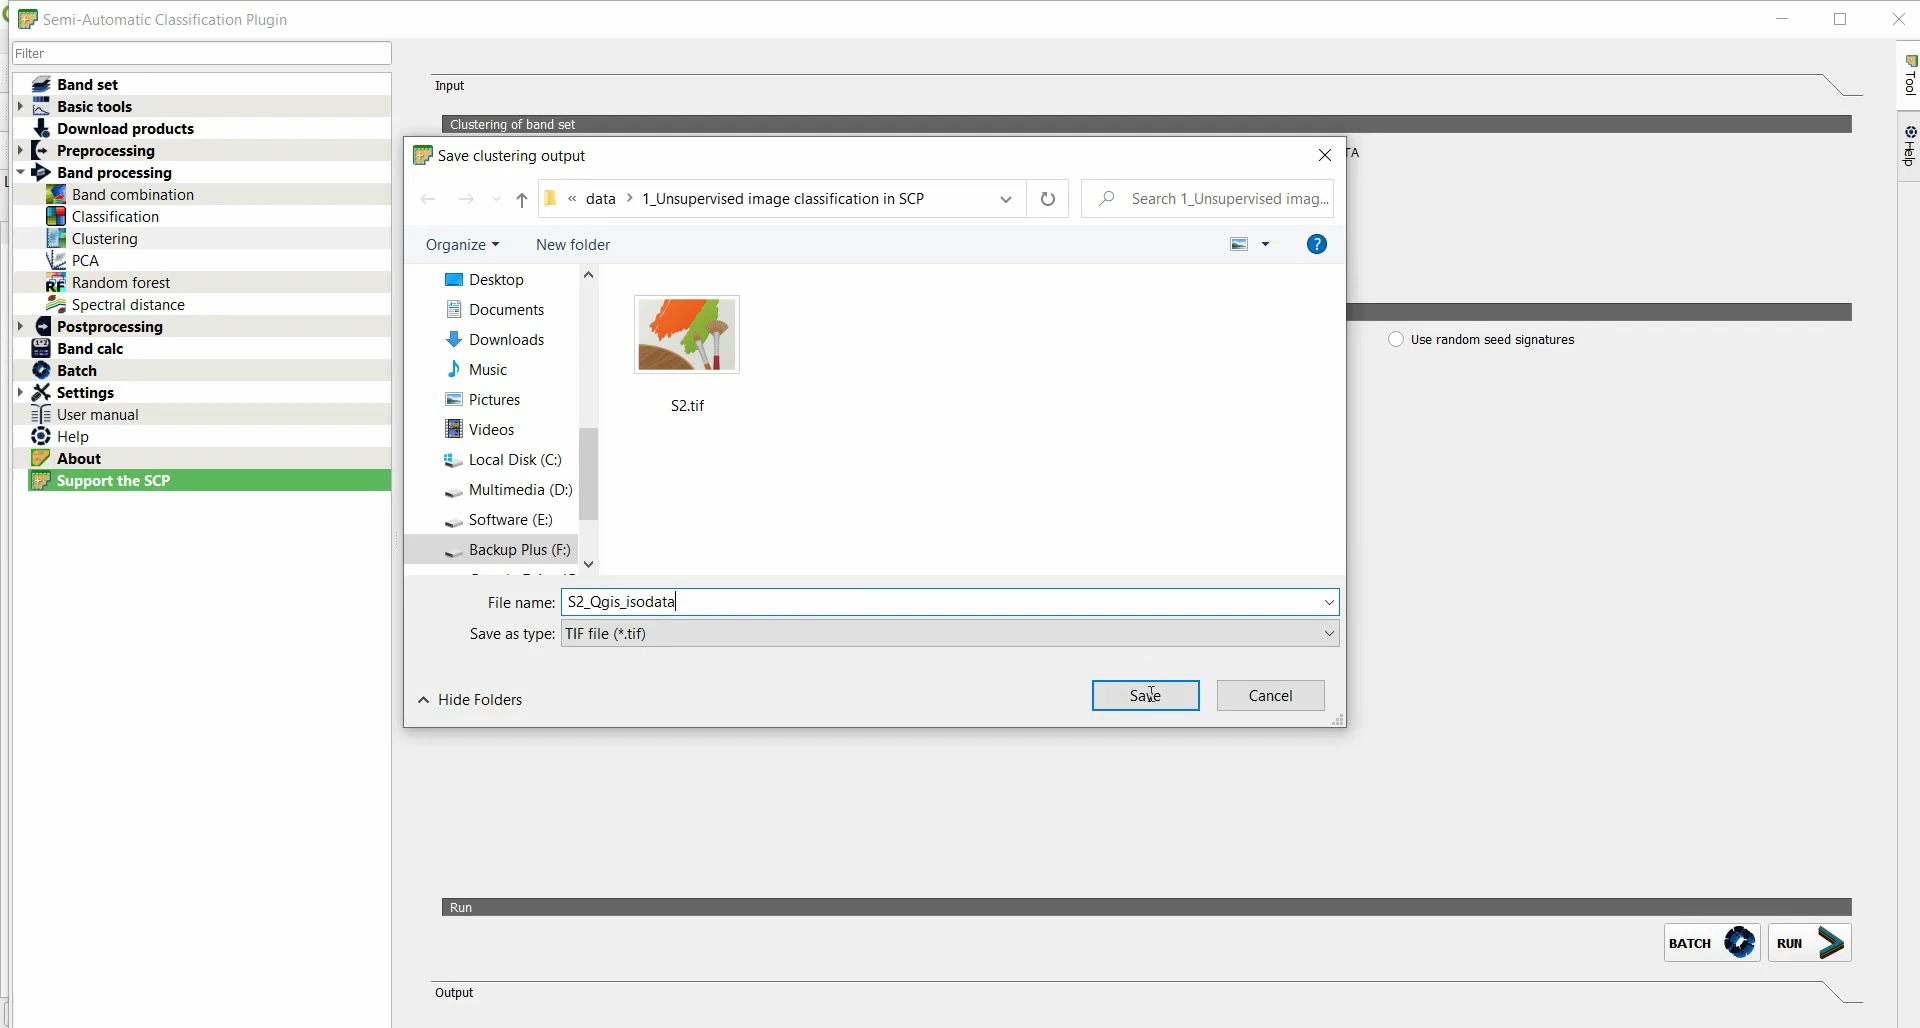 Semi-Automatic Classification Plugin
Filter
Band set
Basic tools
Download products
Preprocessing
Band processing
Band combination
Classification
Clustering
PCA
RF Random forest
Spectral distance
Postprocessing
Band calc
Batch
Settings
User manual
Help
About
Support the SCP
Input
Clustering of band set
TA
Use random seed signatures
Save clustering output
« data > 1_Unsupervised image classification in SCP
Search 1_Unsupervised imag...
Organize
New folder
?
Desktop
Documents
Downloads
Music
Pictures
Videos
Local Disk (C:)
Multimedia (D:)
Software (E:)
Backup Plus (F:)
S2.tif
File name: S2_Qgis_isodata
Save as type: TIF file (*.tif)
Hide Folders
Save
Cancel
Run
BATCH
RUN
Output
Tool
Help